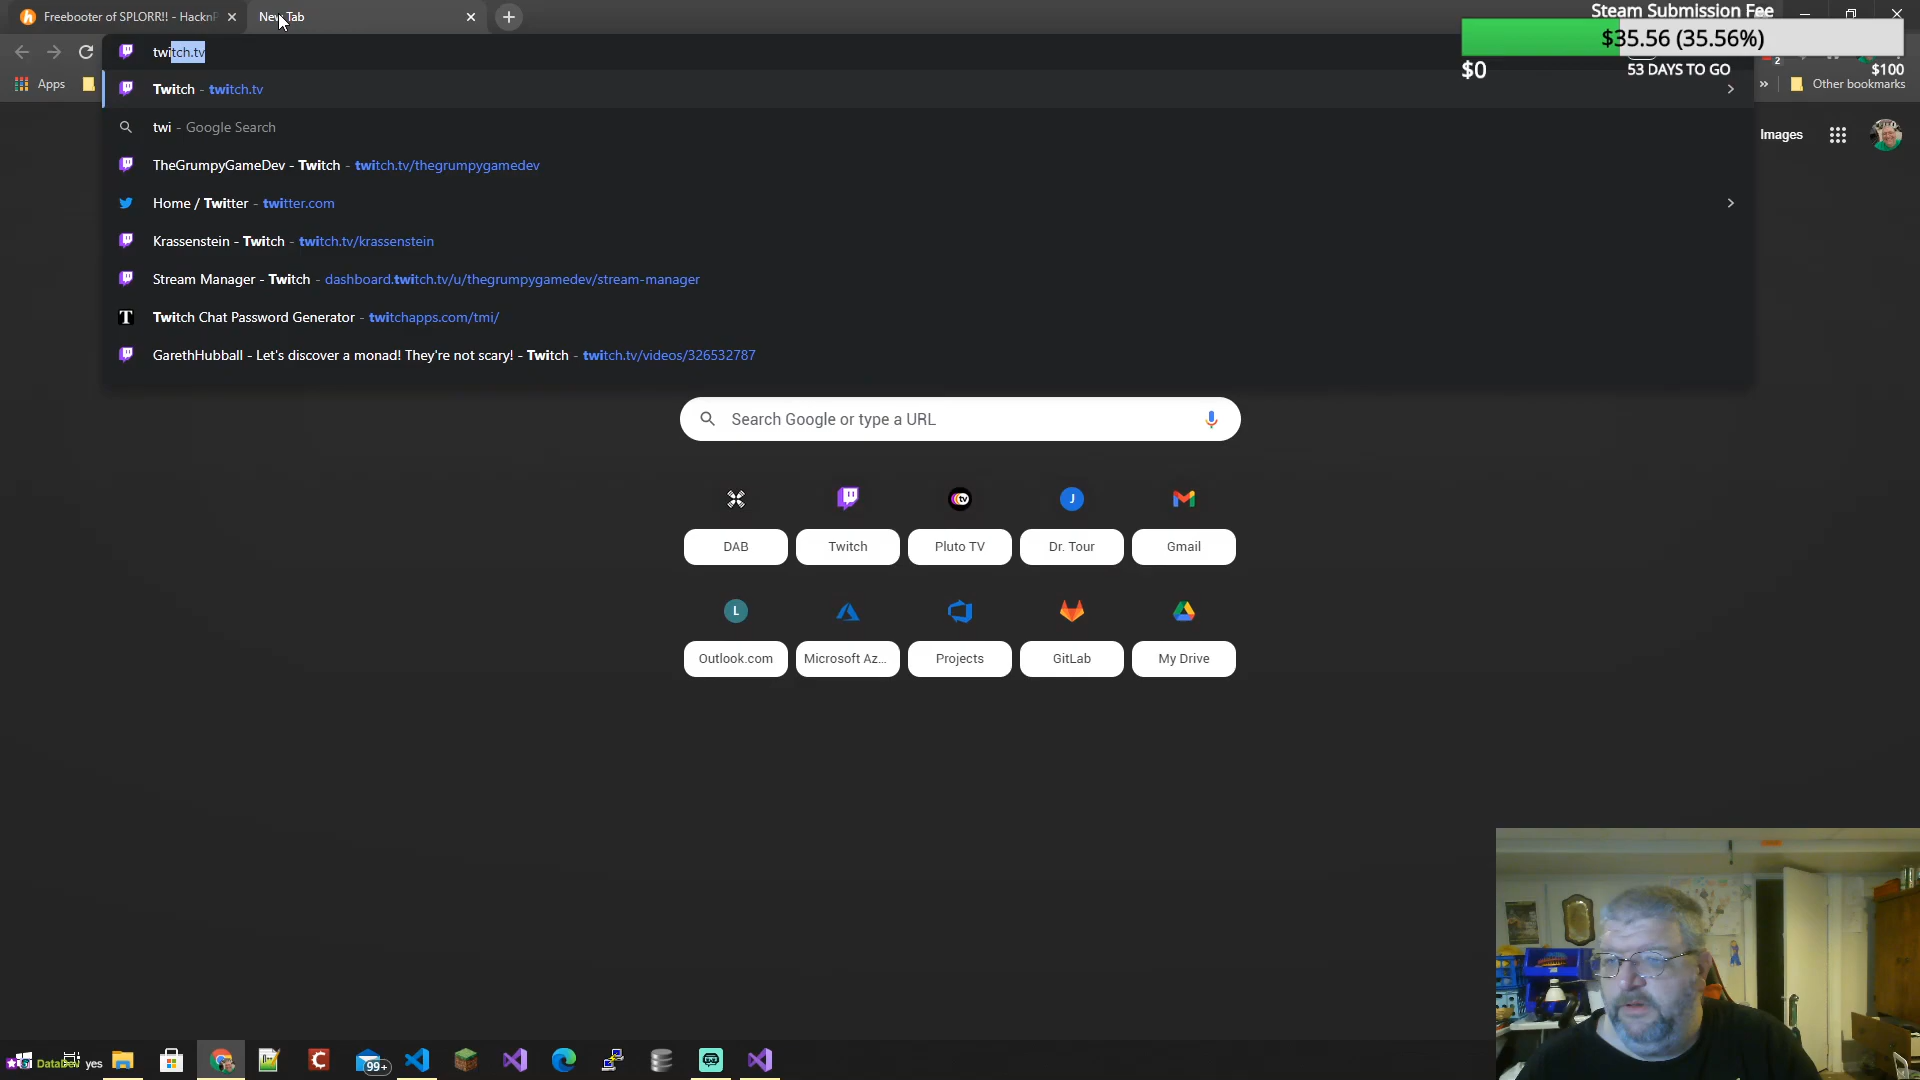 Freebooter of SPLORR!! - HacknP
New Tab
Steam Submission Fee
$35.56 (35.56%)
$0
53 DAYS TO GO
$100
twitch.tv
2
Apps
Other bookmarks
Twitch - twitch.tv
twi - Google Search
TheGrumpyGameDev - Twitch - twitch.tv/thegrumpygamedev
Home / Twitter - twitter.com
Krassenstein - Twitch - twitch.tv/krassenstein
Stream Manager - Twitch - dashboard.twitch.tv/u/thegrumpygamedev/stream-manager
Twitch Chat Password Generator - twitchapps.com/tmi/
GarethHubball - Let's discover a monad! They're not scary! - Twitch - twitch.tv/videos/326532787
Images
Search Google or type a URL
DAB
Twitch
Pluto TV
Dr. Tour
Gmail
Outlook.com
Microsoft Az...
Projects
GitLab
My Drive
yes
99+